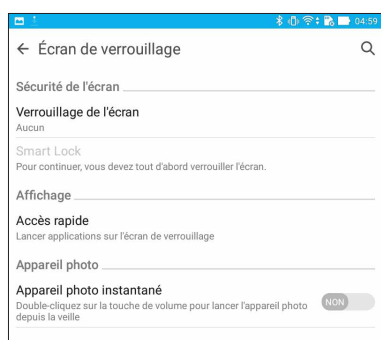 04:59
Écran de verrouillage
Sécurité de l'écran
Verrouillage de l'écran
Aucun
Smart Lock
Pour continuer, vous devez tout d'abord verrouiller l'écran.
Affichage
Accès rapide
Lancer applications sur l'écran de verrouillage
Appareil photo
Appareil photo instantané
Double-cliquez sur la touche de volume pour lancer l'appareil photo
depuis la veille
NON